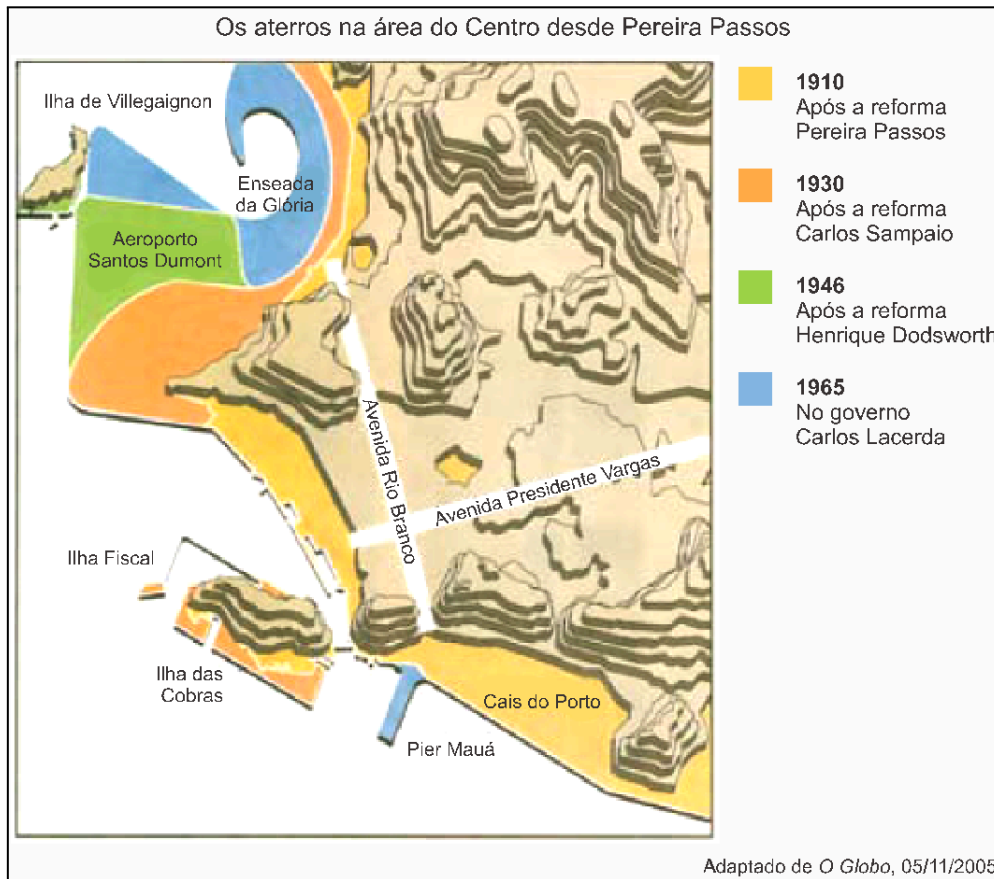 Os aterros na área do Centro desde Pereira Passos
Ilha de Villegaignon
Enseada
da Glória
Aeroporto
Santos Dumont
Avenida Rio Branco
Avenida Presidente Vargas
Ilha Fiscal
Ilha das
Cobras
Cais do Porto
Pier Mauá
1910
Após a reforma
Pereira Passos
1930
Após a reforma
Carlos Sampaio
1946
Após a reforma
Henrique Dodsworth
1965
No governo
Carlos Lacerda
Adaptado de O Globo, 05/11/2005